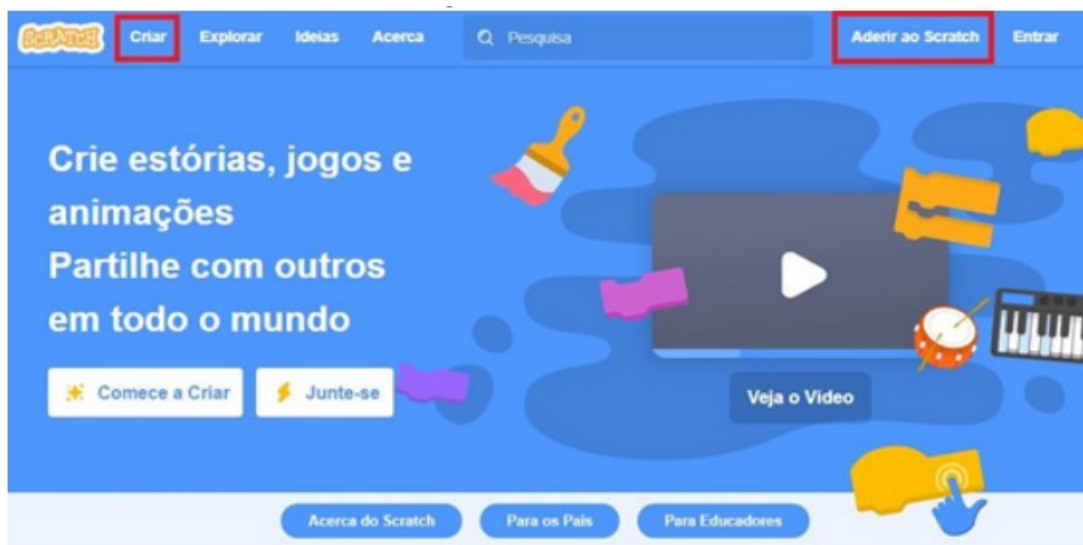 SCRATCH Criar Explorar Ideias Acerca Pesquisa Aderir ao Scratch Entrar
Crie estórias, jogos e
animações
Partilhe com outros
em todo o mundo
Comece a Criar Junte-se
Veja o Vídeo
Acerca do Scratch Para os Pais Para Educadores